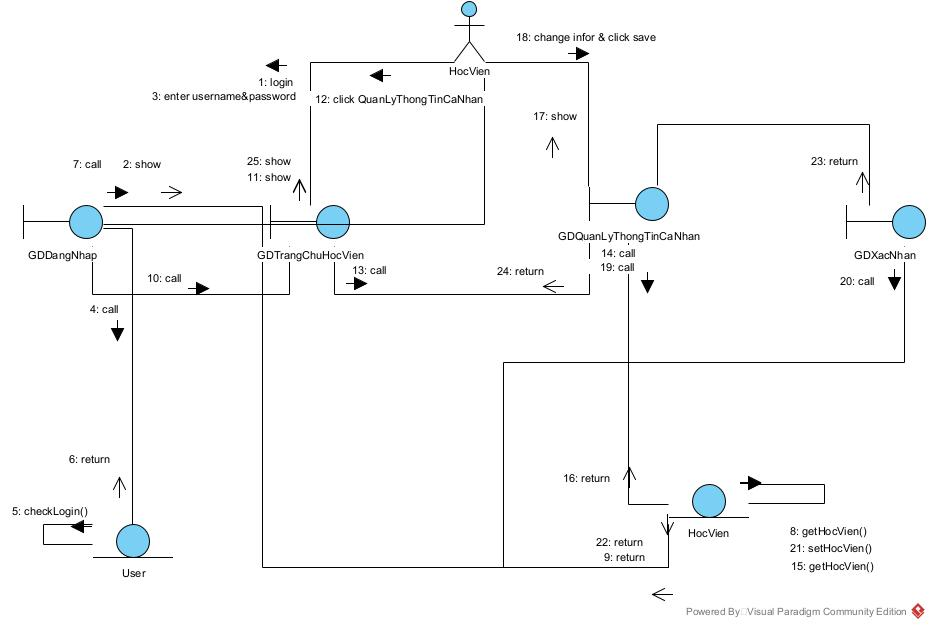 18: change infor & click save
HocVien
1: login
3: enter username&password
12: click QuanLyThongTinCaNhan
17: show
7: call
2: show
25: show
11: show
23: return
GDDangNhap
GDTrangChuHocVien
GDQuanLyThongTinCaNhan
GDXacNhan
14: call
19: call
10: call
13: call
24: return
20: call
4: call
6: return
16: return
5: checkLogin()
HocVien
8: getHocVien()
22: return
21: setHocVien()
9: return
15: getHocVien()
User
Powered By Visual Paradigm Community Edition